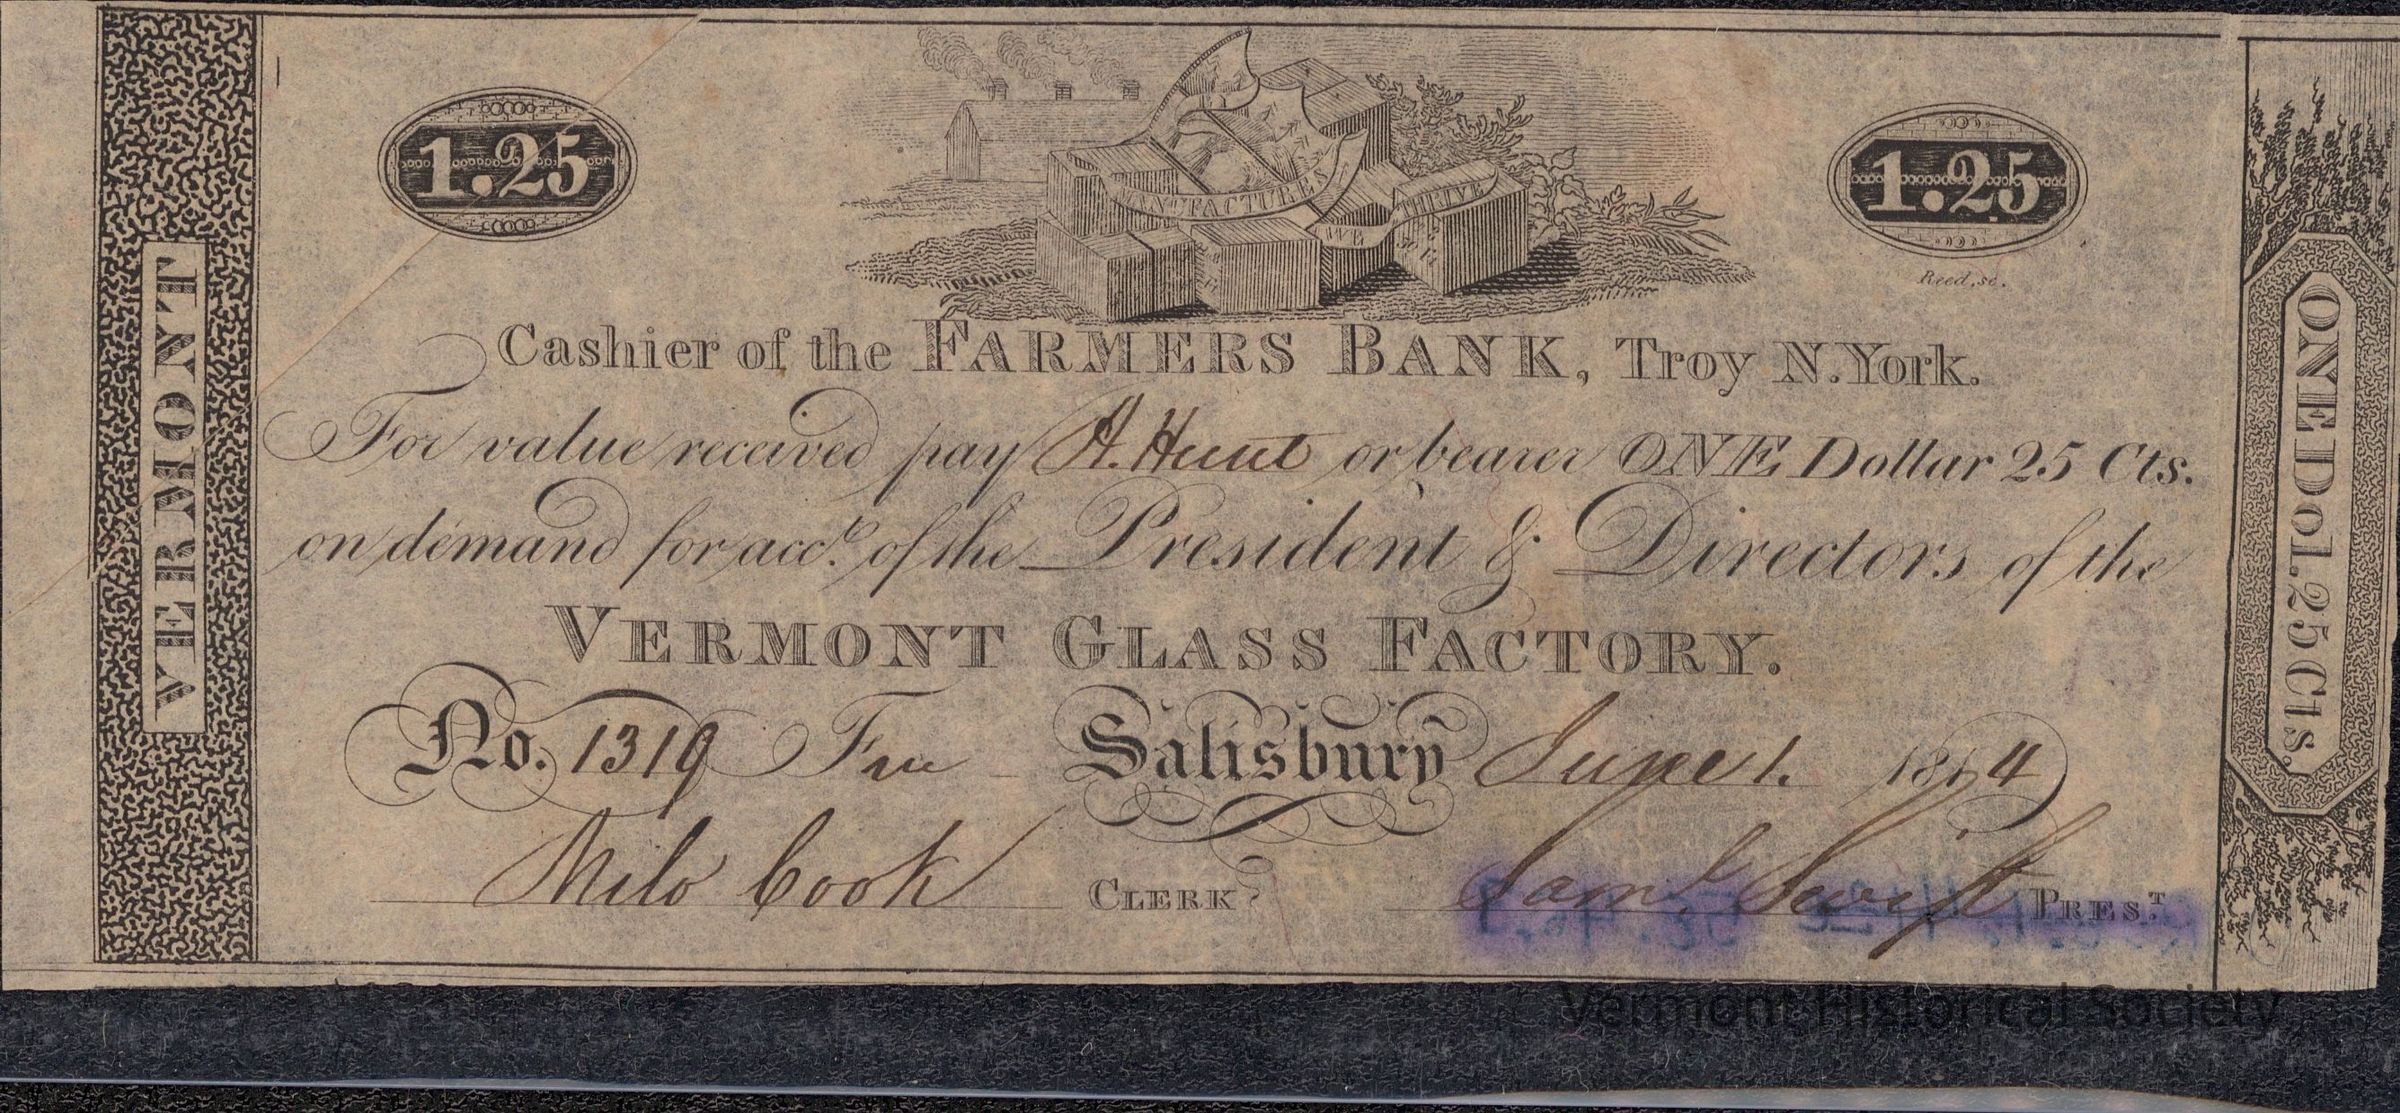 VERMONT
1.25
MANUFACTURES
WE
THRIVE
1.25
Reed, sc.
Cashier of the FARMERS BANK, Troy N. York.
For value received pay H. Hunt or bearer ONE Dollar 25 Cts.
on demand for acct. of the President & Directors of the
VERMONT GLASS FACTORY.
No. 1319 Salisbury June 1. 1814
Milo Cook CLERK Saml. Swift PREST.
ONE Dol. 25 Cts.
Vermont Historical Society